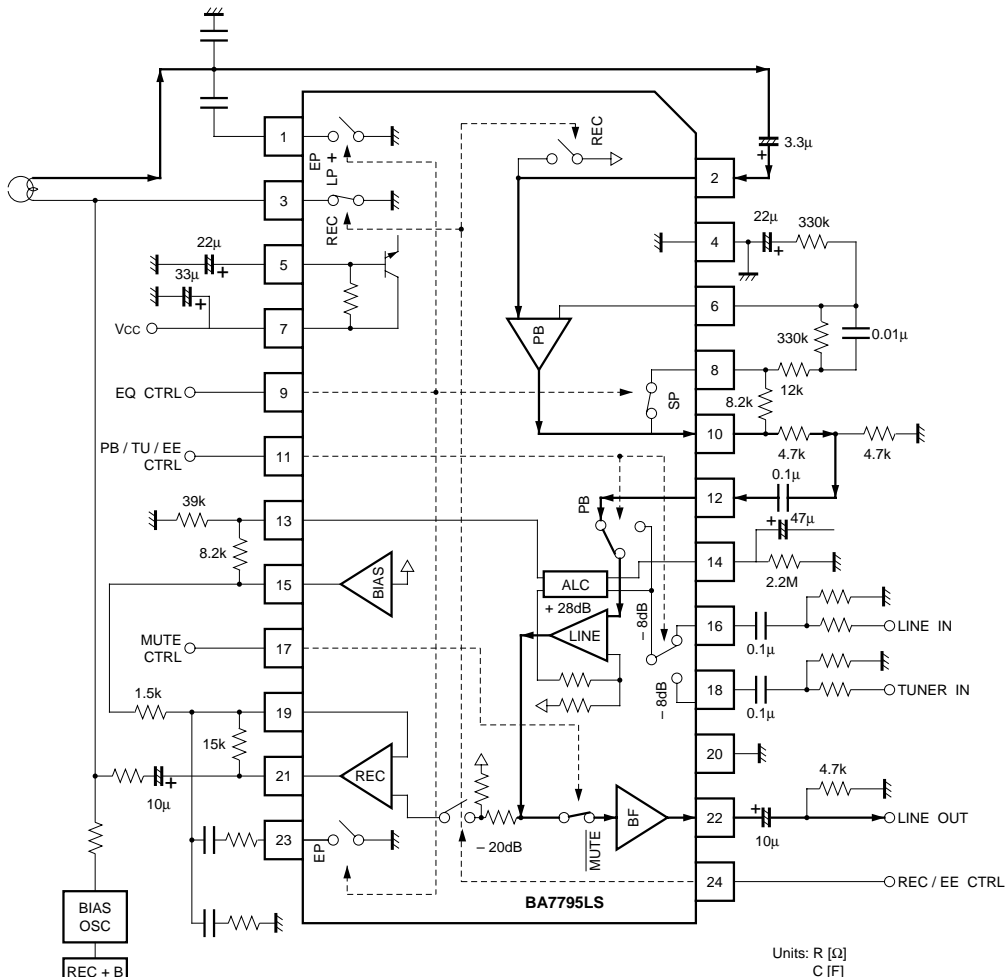 3.3μ
+
1
EP
LP +
REC
2
3
REC
4
22μ
+
330k
22μ
+
5
33μ
+
6
VCC
7
PB
330k
0.01μ
8
12k
EQ CTRL
9
SP
8.2k
10
4.7k
4.7k
PB / TU / EE
CTRL
11
0.1μ
12
PB
39k
13
+
47μ
14
2.2M
8.2k
15
BIAS
ALC
+ 28dB
– 8dB
16
0.1μ
LINE IN
MUTE
CTRL
17
LINE
– 8dB
18
0.1μ
TUNER IN
1.5k
19
15k
20
REC
21
+
10μ
4.7k
BF
22
+
10μ
LINE OUT
23
EP
– 20dB
MUTE
24
REC / EE CTRL
BA7795LS
BIAS
OSC
REC + B
Units: R [Ω]
C [F]